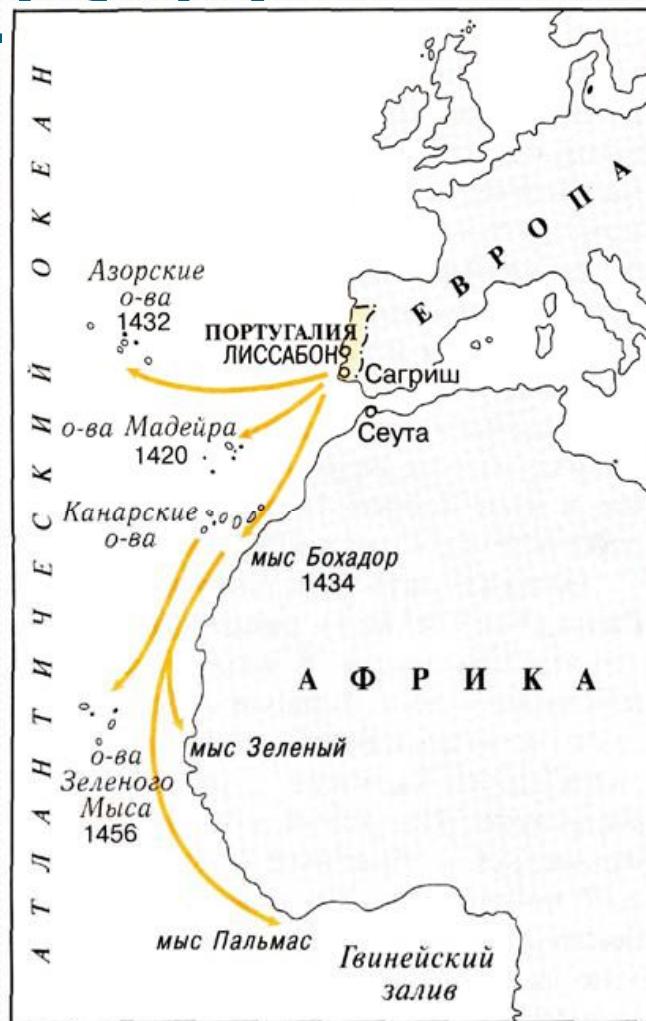 АТЛАНТИЧЕСКИЙ ОКЕАН
ЕВРОПА
Азорские
о-ва
1432
ПОРТУГАЛИЯ
ЛИССАБОН
Сагриш
Сеута
о-ва Мадейра
1420
Канарские
о-ва
мыс Бохадор
1434
АФРИКА
мыс Зеленый
о-ва
Зеленого
Мыса
1456
мыс Пальмас
Гвинейский
залив